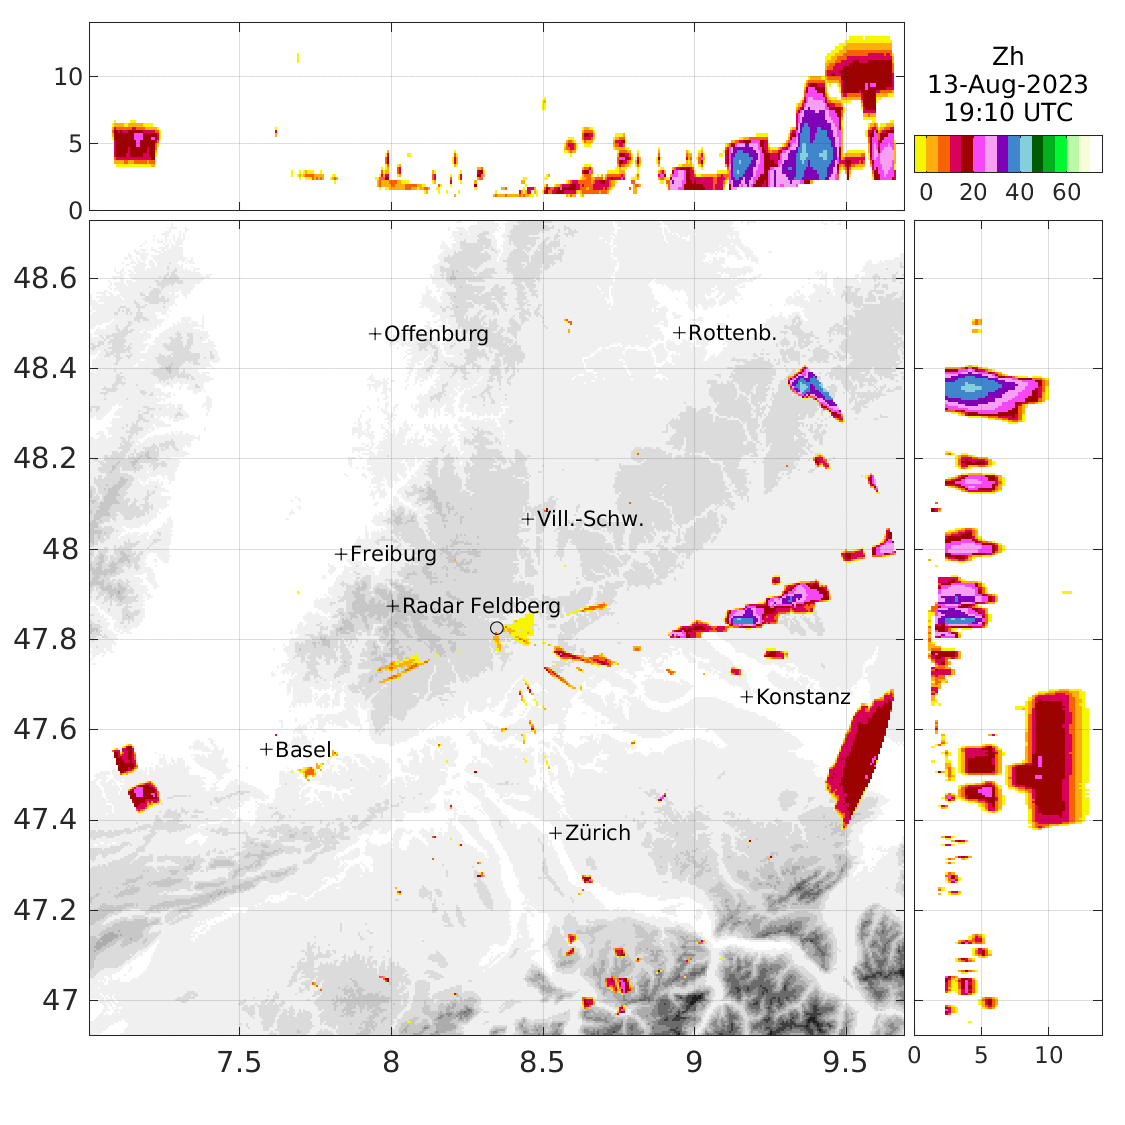 10
5
0
Zh
13-Aug-2023
19:10 UTC
0 20 40 60
48.6
48.4
48.2
48
47.8
47.6
47.4
47.2
47
+Offenburg
+Rottenb.
+Vill.-Schw.
+Freiburg
+Radar Feldberg
+Konstanz
+Basel
+Zürich
7.5 8 8.5 9 9.5
0 5 10